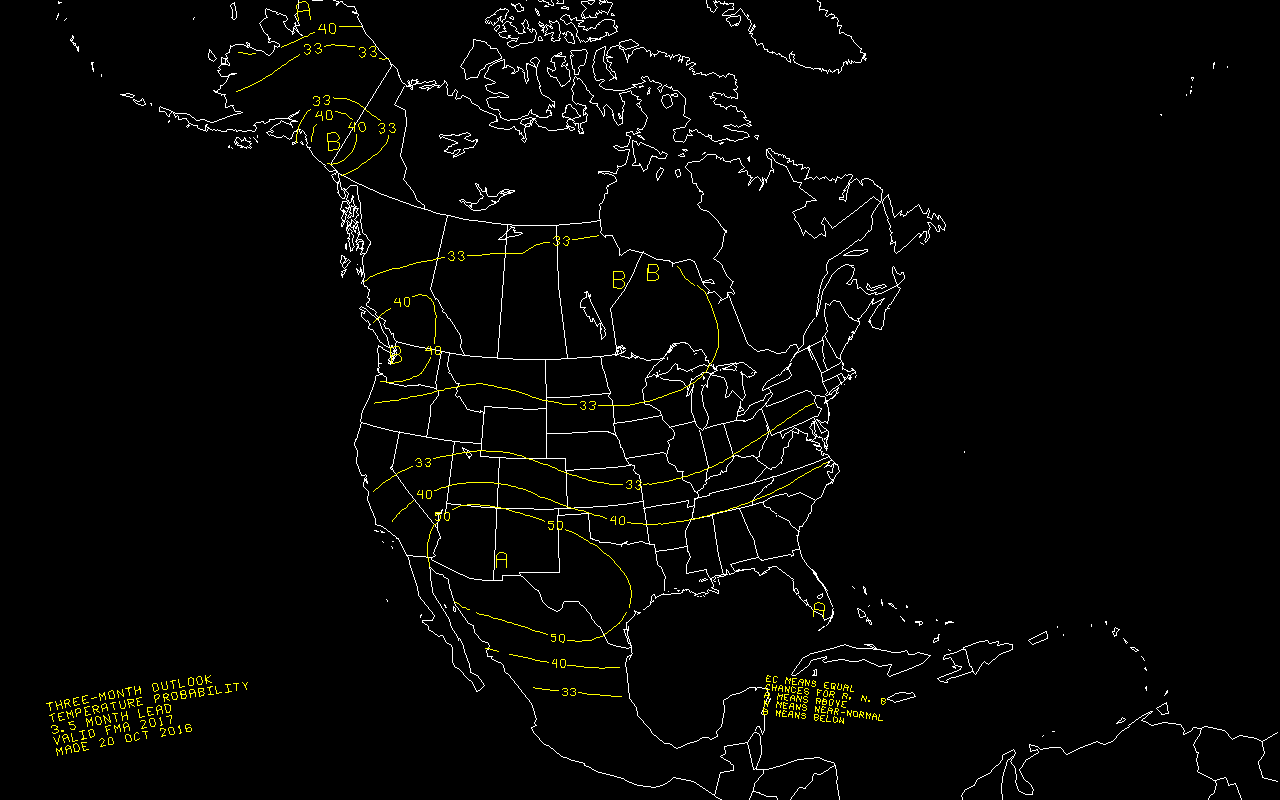 A
40
33 33
33
40
40 33
B
33
33
B B
40
B 40
33
33
33
40
50
50
40
A
A
50
40
33
THREE-MONTH OUTLOOK
TEMPERATURE PROBABILITY
3.5 MONTH LEAD
VALID FMA 2017
MADE 20 OCT 2016
EC MEANS EQUAL
CHANCES FOR A, N, B
A MEANS ABOVE
N MEANS NEAR-NORMAL
B MEANS BELOW